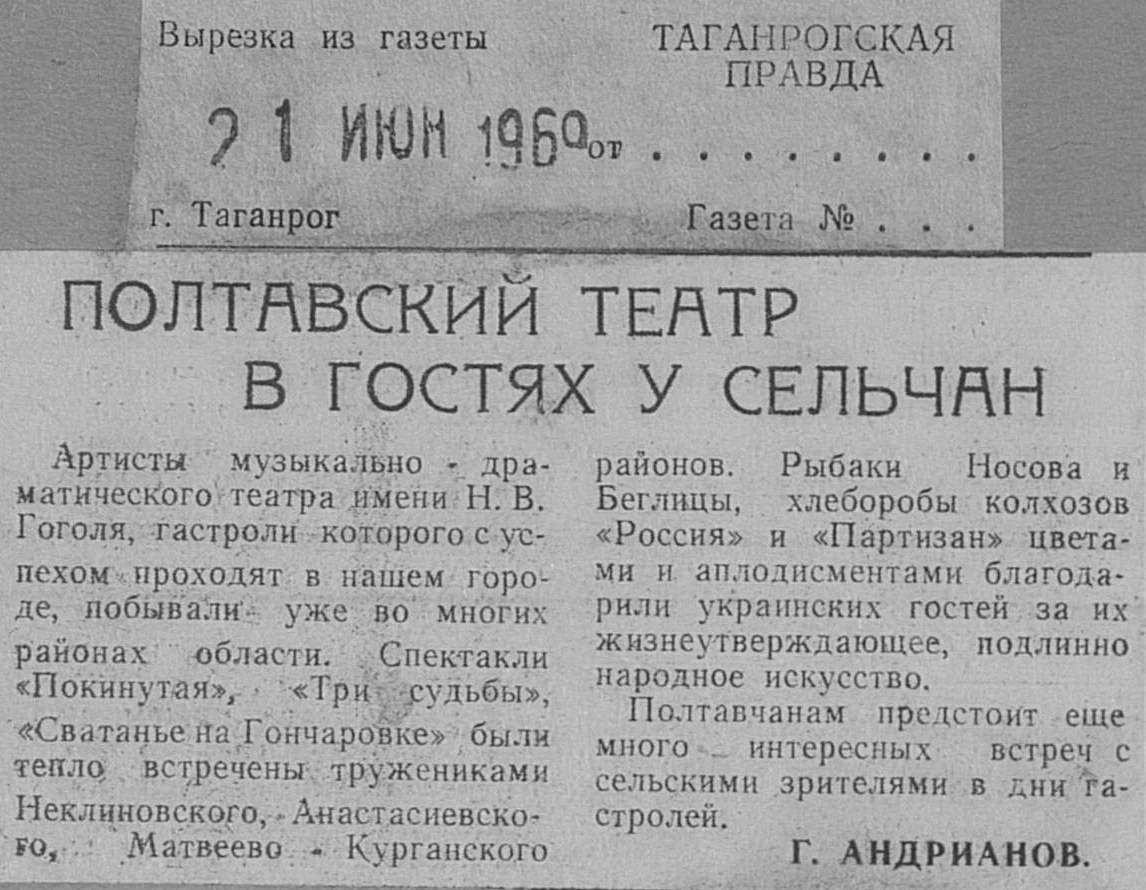 Вырезка из газеты
ТАГАНРОГСКАЯ
ПРАВДА
21 ИЮН 1960 от . . . . . . . . .
г. Таганрог
Газета № . . .
ПОЛТАВСКИЙ ТЕАТР
В ГОСТЯХ У СЕЛЬЧАН
Артисты музыкально - дра-
матического театра имени Н. В.
Гоголя, гастроли которого с ус-
пехом проходят в нашем горо-
де, побывали уже во многих
районах области. Спектакли
«Покинутая», «Три судьбы»,
«Сватанье на Гончаровке» были
тепло встречены тружениками
Неклиновского, Анастасиевско-
го, Матвеево - Курганского
районов. Рыбаки Носова и
Беглицы, хлеборобы колхозов
«Россия» и «Партизан» цвета-
ми и аплодисментами благода-
рили украинских гостей за их
жизнеутверждающее, подлинно
народное искусство.
Полтавчанам предстоит еще
много интересных встреч с
сельскими зрителями в дни га-
стролей.
Г. АНДРИАНОВ.